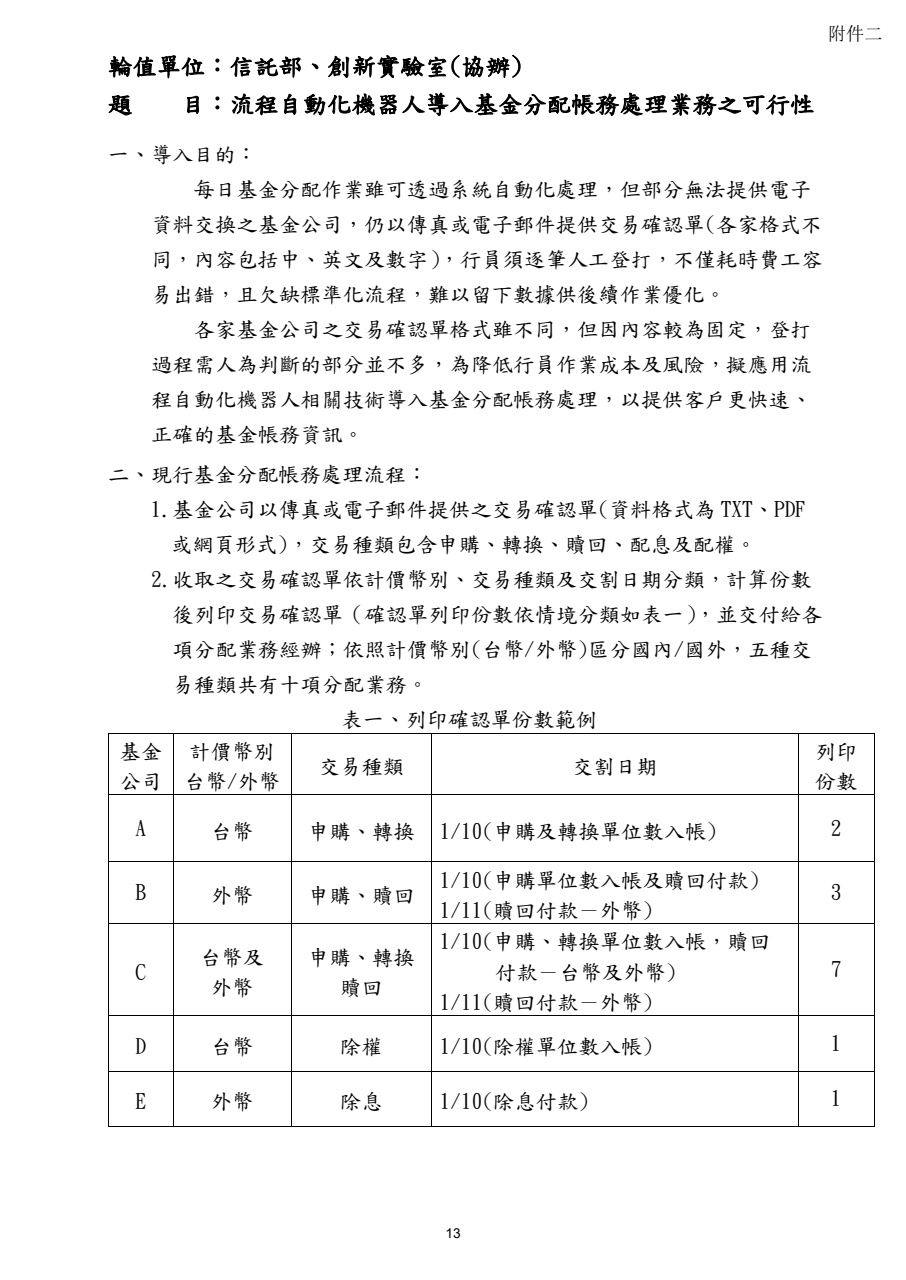 附件二
輪值單位：信託部、創新實驗室(協辦)
題　　目：流程自動化機器人導入基金分配帳務處理業務之可行性
一、導入目的：
每日基金分配作業雖可透過系統自動化處理，但部分無法提供電子
資料交換之基金公司，仍以傳真或電子郵件提供交易確認單(各家格式不
同，內容包括中、英文及數字)，行員須逐筆人工登打，不僅耗時費工容
易出錯，且欠缺標準化流程，難以留下數據供後續作業優化。
各家基金公司之交易確認單格式雖不同，但因內容較為固定，登打
過程需人為判斷的部分並不多，為降低行員作業成本及風險，擬應用流
程自動化機器人相關技術導入基金分配帳務處理，以提供客戶更快速、
正確的基金帳務資訊。
二、現行基金分配帳務處理流程：
1.基金公司以傳真或電子郵件提供之交易確認單(資料格式為 TXT、PDF
或網頁形式)，交易種類包含申購、轉換、贖回、配息及配權。
2.收取之交易確認單依計價幣別、交易種類及交割日期分類，計算份數
後列印交易確認單（確認單列印份數依情境分類如表一），並交付給各
項分配業務經辦；依照計價幣別(台幣/外幣)區分國內/國外，五種交
易種類共有十項分配業務。
表一、列印確認單份數範例
基金 計價幣別 交易種類 交割日期 列印
公司 台幣/外幣 份數
A 台幣 申購、轉換 1/10(申購及轉換單位數入帳) 2
B 外幣 申購、贖回 1/10(申購單位數入帳及贖回付款) 3
1/11(贖回付款－外幣)
C 台幣及 申購、轉換 1/10(申購、轉換單位數入帳，贖回 7
外幣 贖回 付款－台幣及外幣)
1/11(贖回付款－外幣)
D 台幣 除權 1/10(除權單位數入帳) 1
E 外幣 除息 1/10(除息付款) 1
13